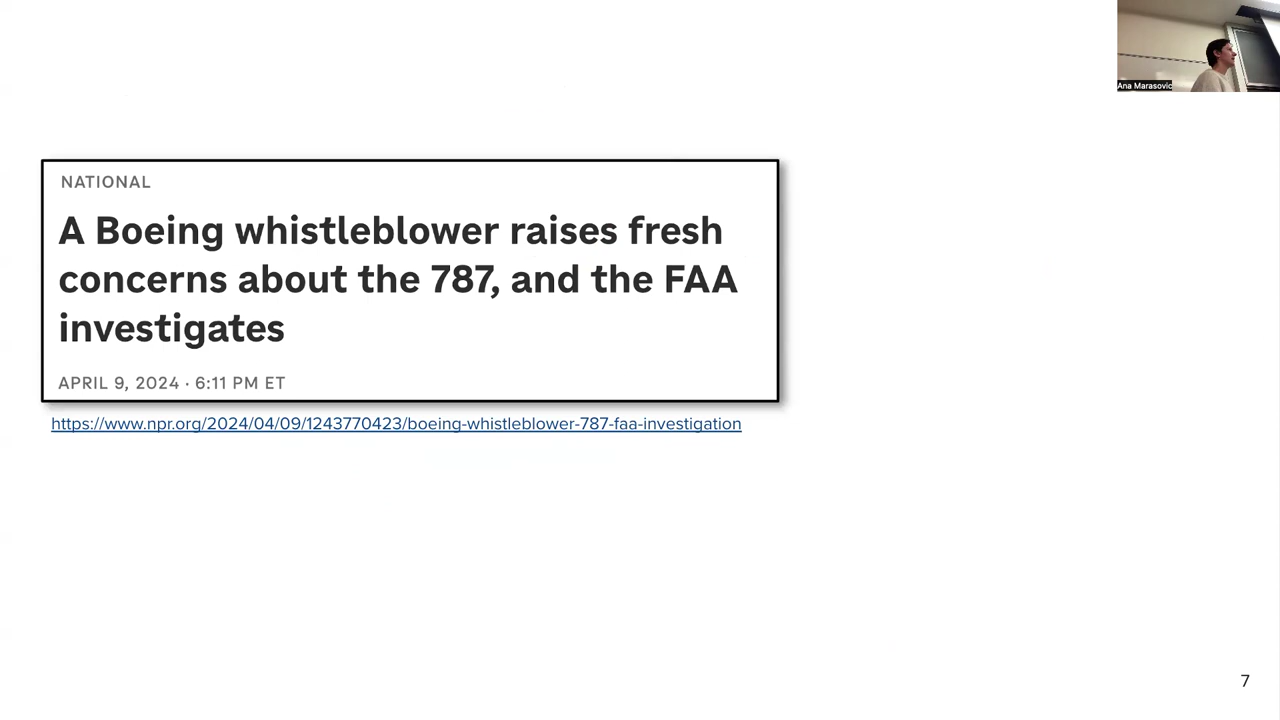 Ana Marasovic
NATIONAL
A Boeing whistleblower raises fresh
concerns about the 787, and the FAA
investigates
APRIL 9, 2024 · 6:11 PM ET
https://www.npr.org/2024/04/09/1243770423/boeing-whistleblower-787-faa-investigation
7